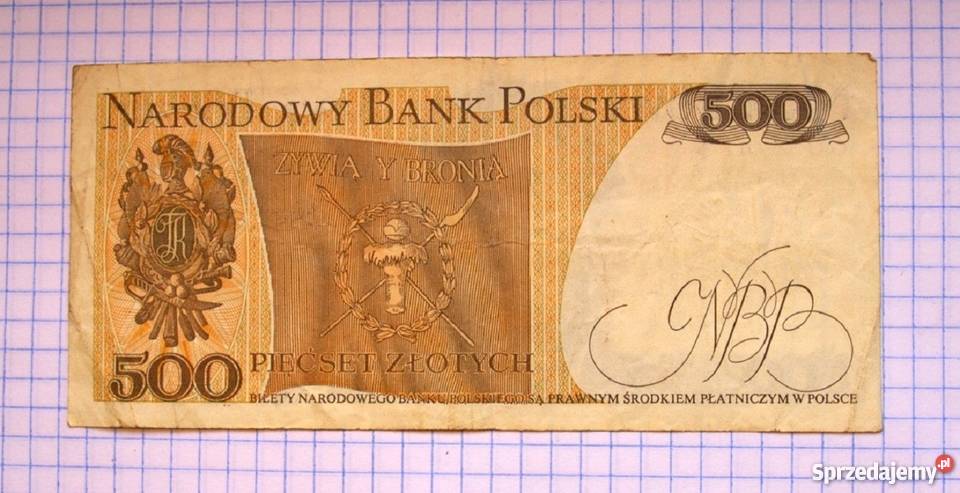 NARODOWY BANK POLSKI
500
ŻYWIĄ Y BRONIĄ
TK
NBP
500
PIĘĆSET ZŁOTYCH
BILETY NARODOWEGO BANKU POLSKIEGO SĄ PRAWNYM ŚRODKIEM PŁATNICZYM W POLSCE
Sprzedajemy.pl